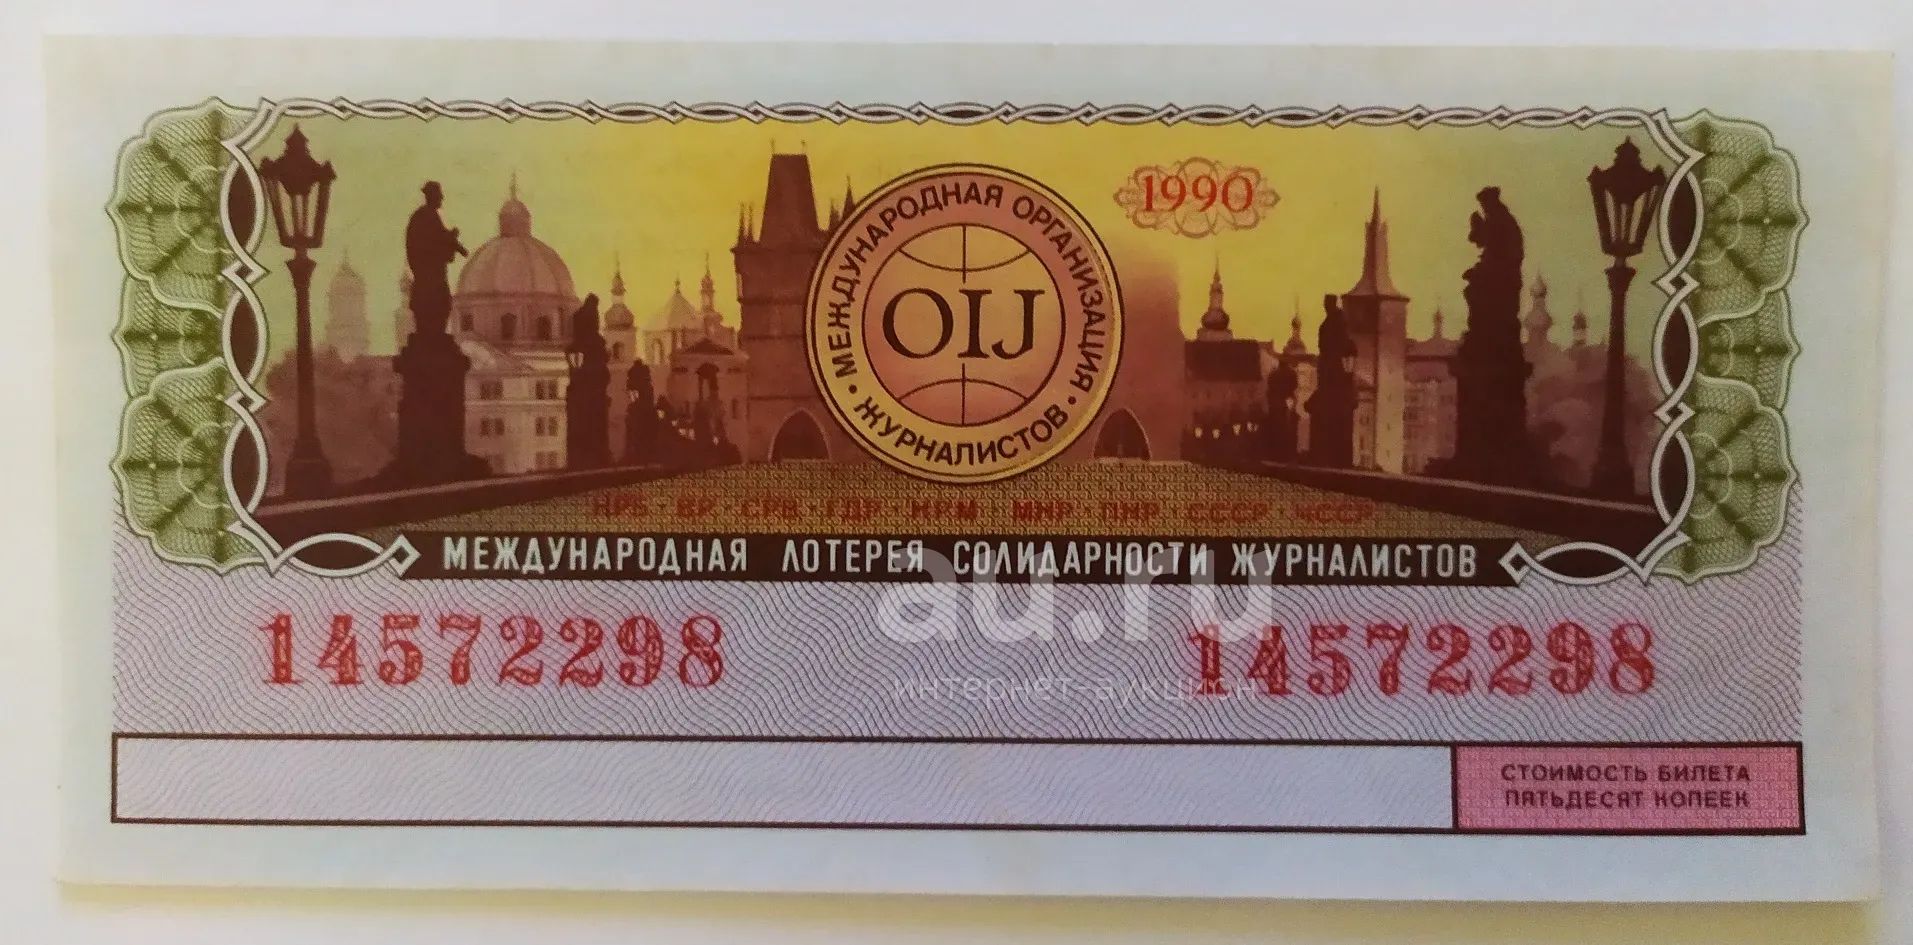 1990
МЕЖДУНАРОДНАЯ ОРГАНИЗАЦИЯ
• ЖУРНАЛИСТОВ •
OIJ
НРБ · ВР · СРВ · ГДР · МНР · ПНР · СССР · ЧССР
МЕЖДУНАРОДНАЯ ЛОТЕРЕЯ СОЛИДАРНОСТИ ЖУРНАЛИСТОВ
au.ru
14572298 14572298
интернет-аукцион
СТОИМОСТЬ БИЛЕТА
ПЯТЬДЕСЯТ КОПЕЕК